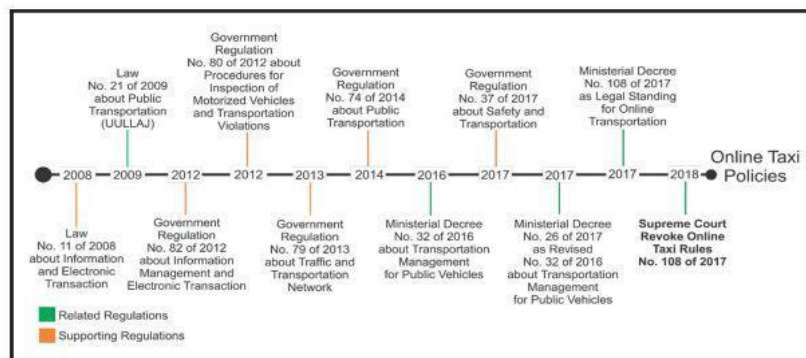 Law
No. 21 of 2009
about Public
Transportation
(UULLAJ)
Government
Regulation
No. 80 of 2012 about
Procedures for
Inspection of
Motorized Vehicles
and Transportation
Violations
Government
Regulation
No. 74 of 2014
about Public
Transportation
Government
Regulation
No. 37 of 2017
about Safety and
Transportation
Ministerial Decree
No. 108 of 2017
as Legal Standing
for Online
Transportation
2008
2009
2012
2012
2013
2014
2016
2017
2017
2017
2018
Online Taxi
Policies
Law
No. 11 of 2008
about Information
and Electronic
Transaction
Government
Regulation
No. 82 of 2012
about Information
Management and
Electronic Transaction
Government
Regulation
No. 79 of 2013
about Traffic and
Transportation
Network
Ministerial Decree
No. 32 of 2016
about Transportation
Management
for Public Vehicles
Ministerial Decree
No. 26 of 2017
as Revised
No. 32 of 2016
about Transportation
Management
for Public Vehicles
Supreme Court
Revoke Online
Taxi Rules
No. 108 of 2017
Related Regulations
Supporting Regulations